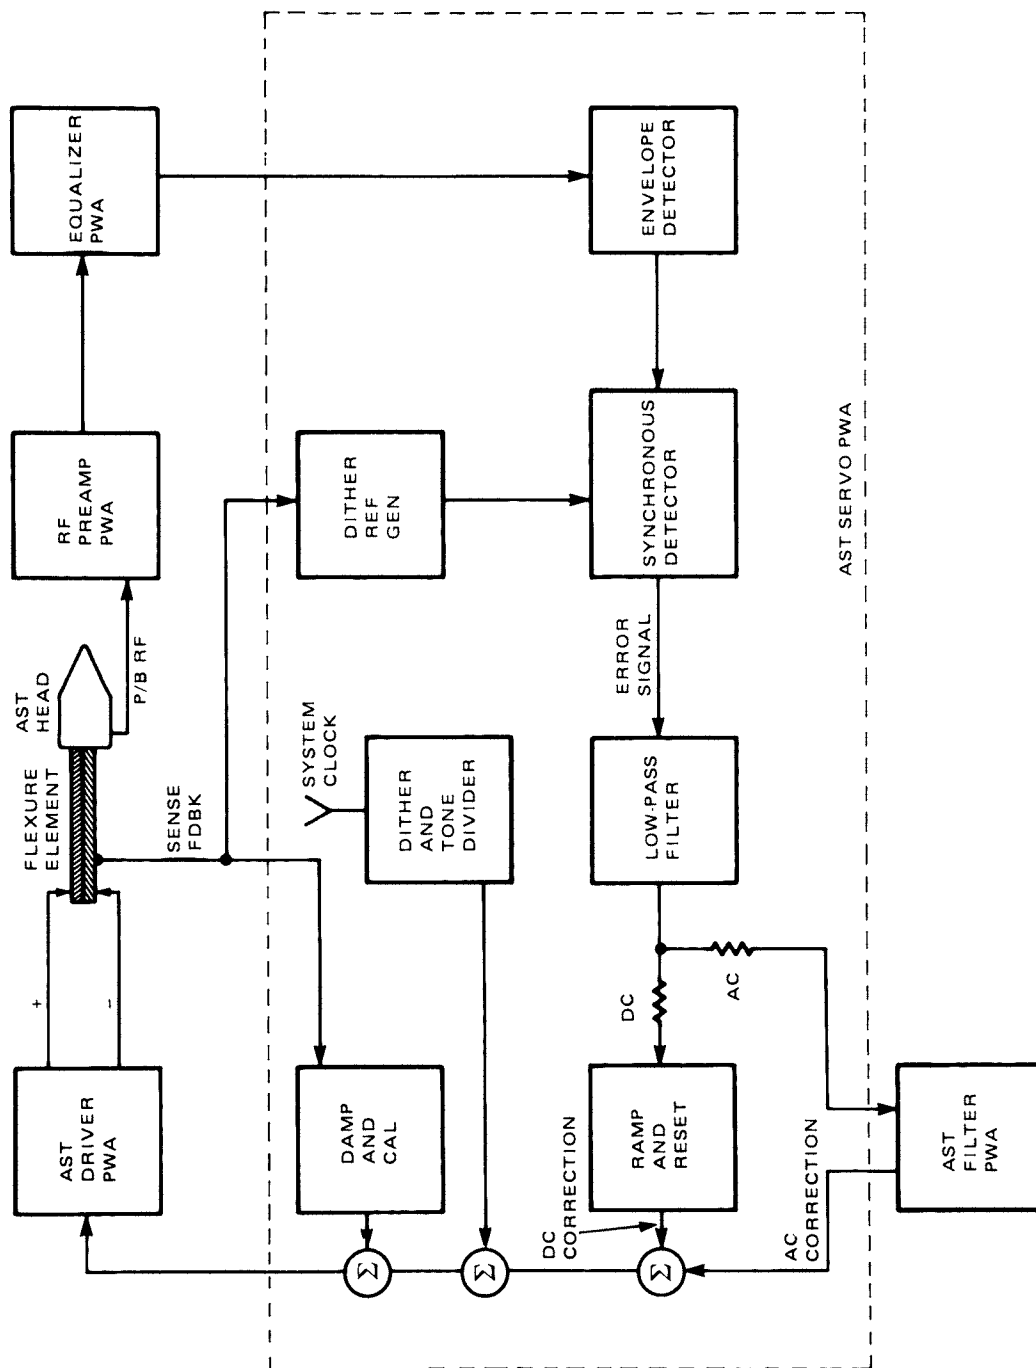 AST
DRIVER
PWA
+
−
FLEXURE
ELEMENT
AST
HEAD
P/B RF
RF
PREAMP
PWA
EQUALIZER
PWA
SENSE
FDBK
DAMP
AND
CAL
SYSTEM
CLOCK
DITHER
AND
TONE
DIVIDER
DITHER
REF
GEN
Σ
Σ
Σ
DC
CORRECTION
RAMP
AND
RESET
DC
AC
LOW-PASS
FILTER
ERROR
SIGNAL
SYNCHRONOUS
DETECTOR
ENVELOPE
DETECTOR
AC
CORRECTION
AST
FILTER
PWA
AST SERVO PWA